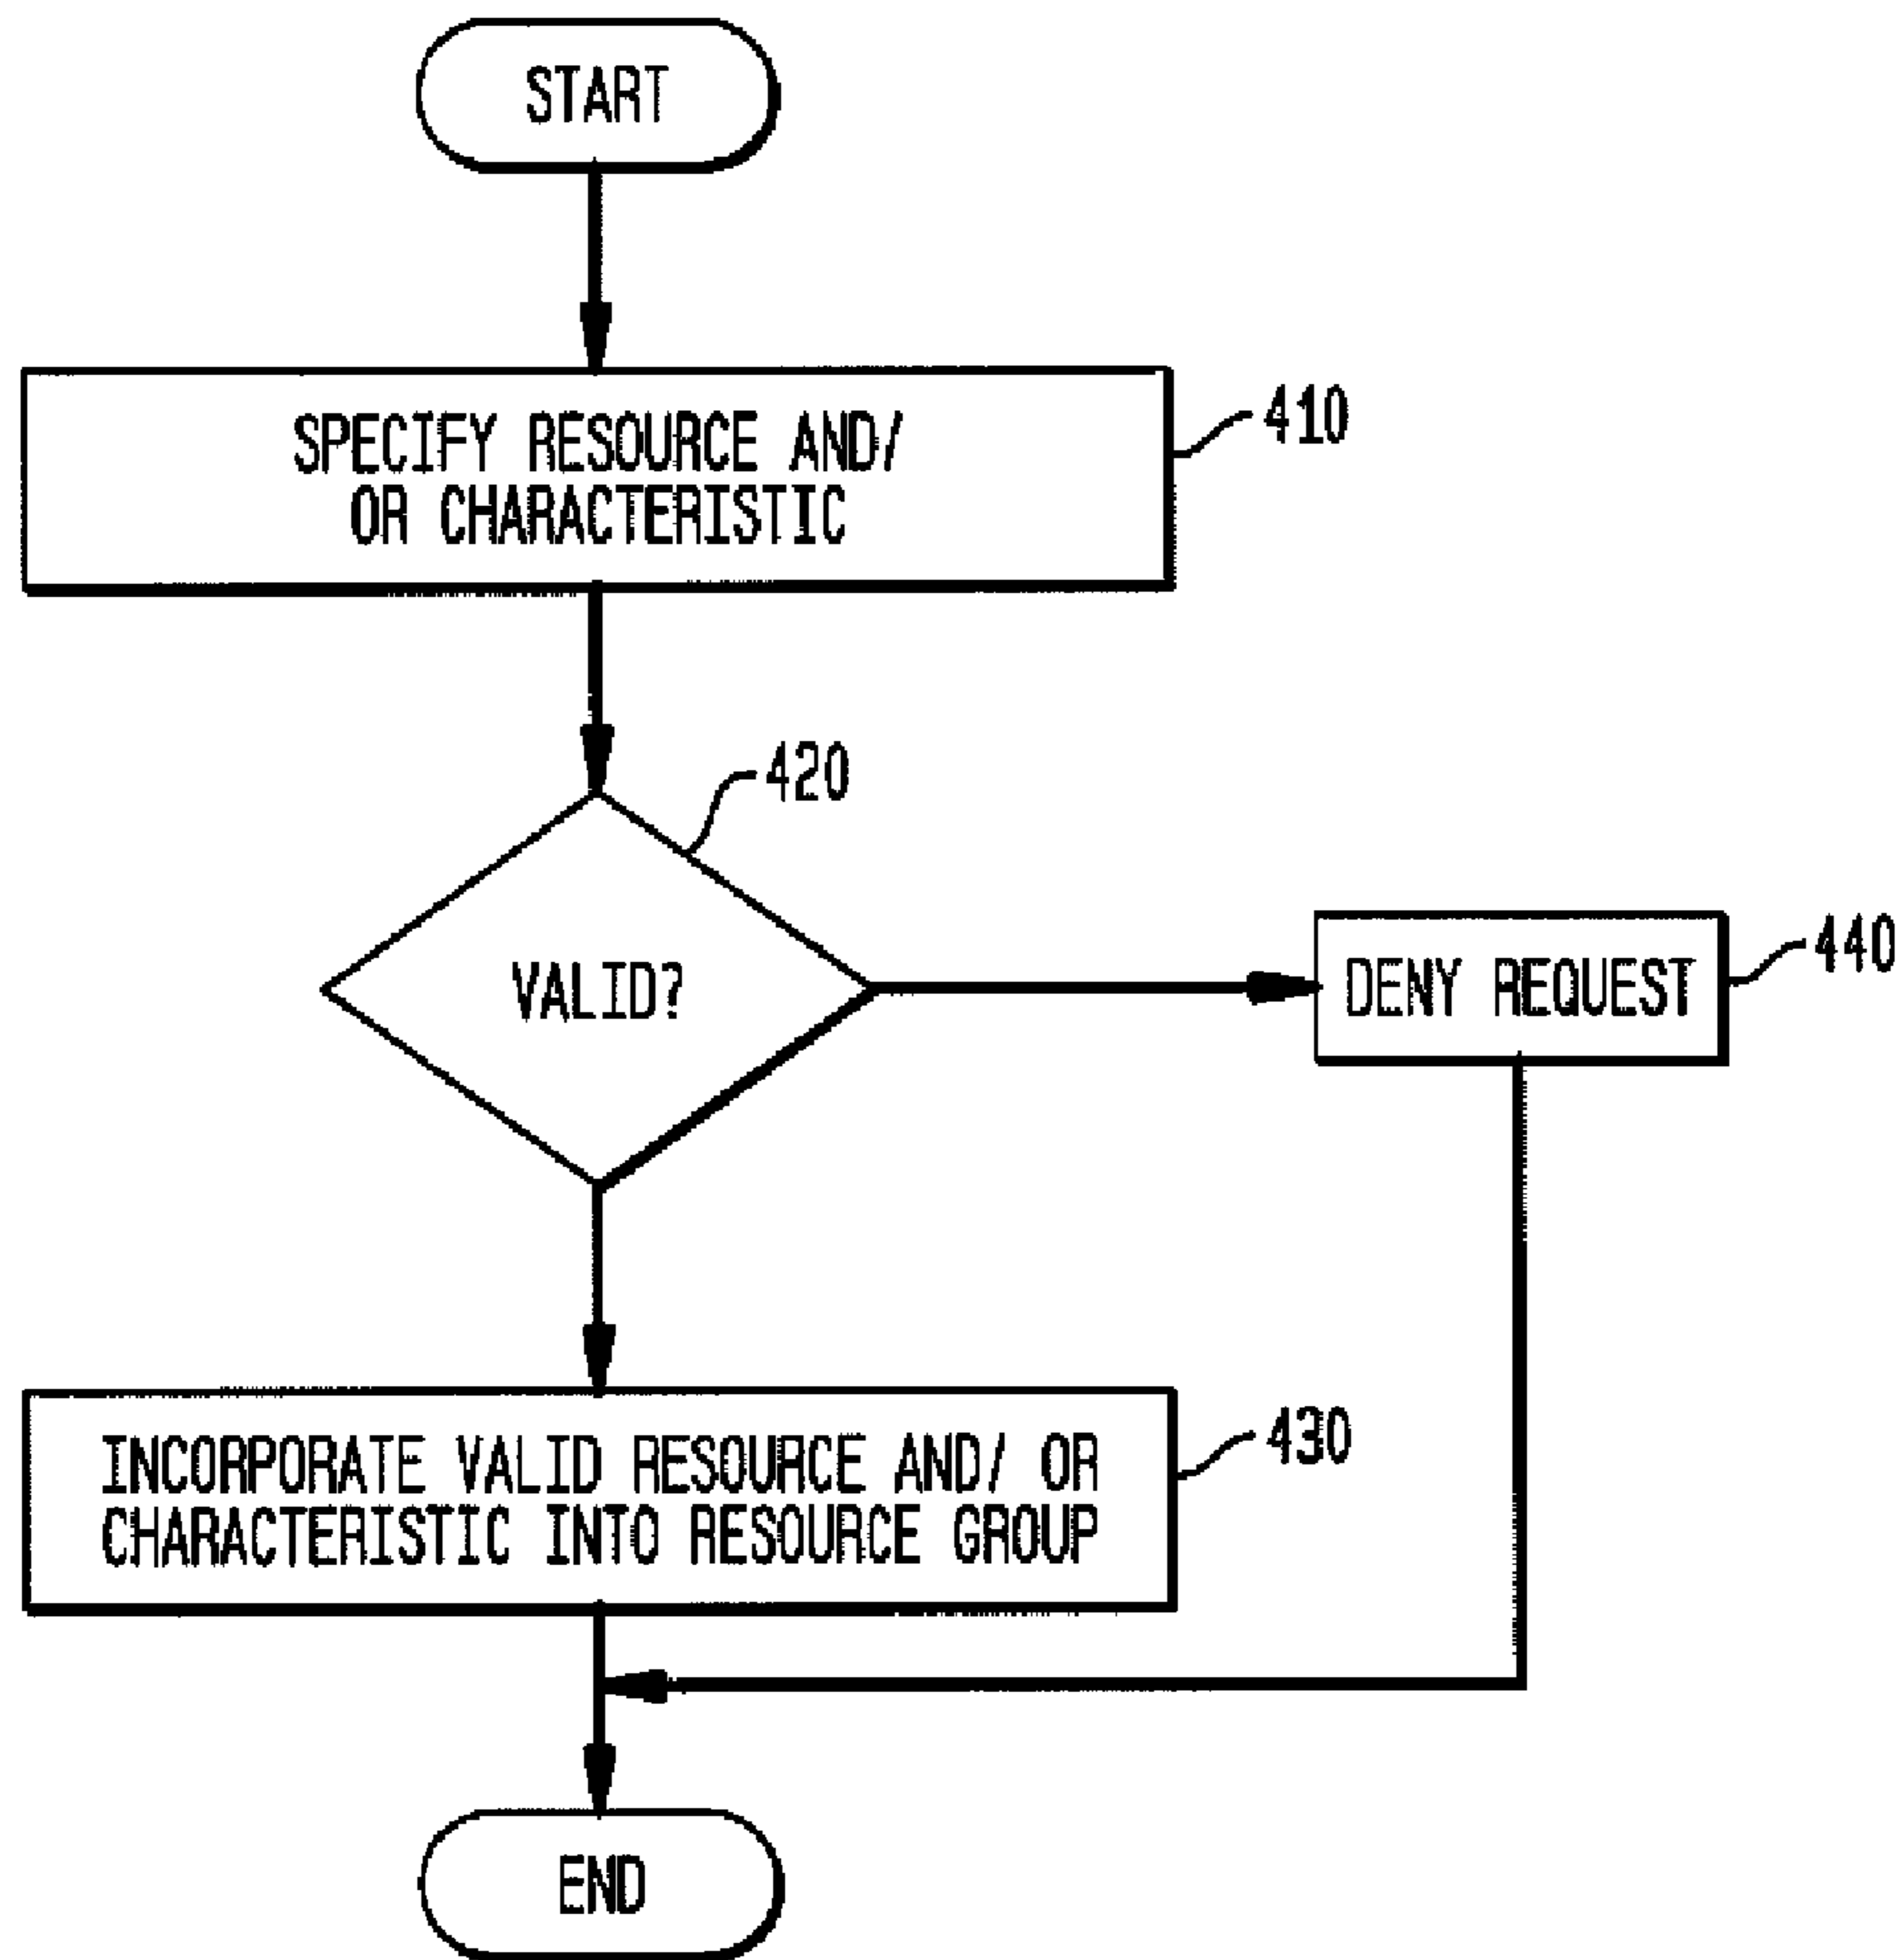 START
SPECIFY RESOURCE AND/
OR CHARACTERISTIC
410
420
VALID?
DENY REQUEST
440
INCORPORATE VALID RESOURCE AND/ OR
CHARACTERISTIC INTO RESOURCE GROUP
430
END